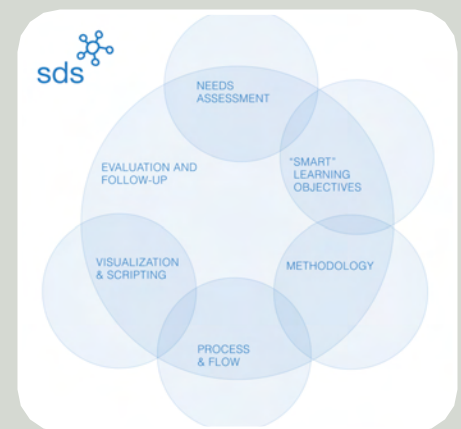 sds
NEEDS
ASSESSMENT
EVALUATION AND
FOLLOW-UP
“SMART”
LEARNING
OBJECTIVES
VISUALIZATION
& SCRIPTING
METHODOLOGY
PROCESS
& FLOW